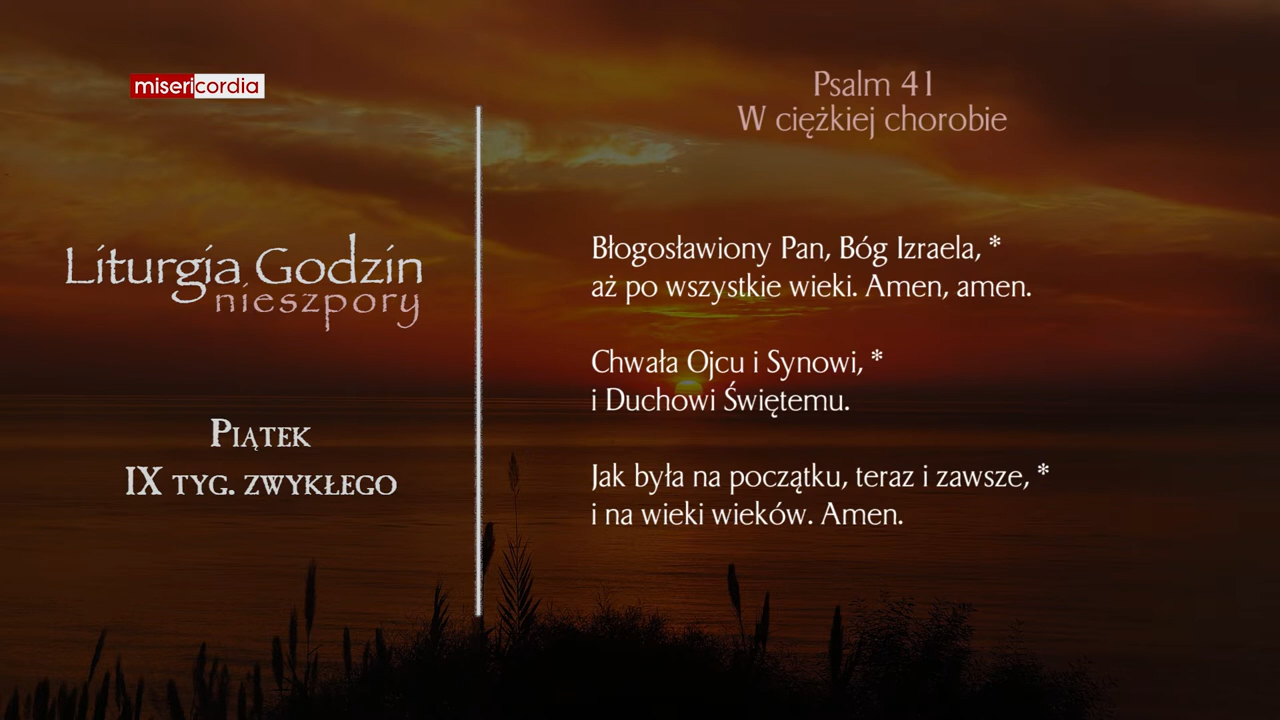 misericordia
Liturgia Godzin
nieszpory
Piątek
IX tyg. zwykłego
Psalm 41
W ciężkiej chorobie
Błogosławiony Pan, Bóg Izraela, *
aż po wszystkie wieki. Amen, amen.
Chwała Ojcu i Synowi, *
i Duchowi Świętemu.
Jak była na początku, teraz i zawsze, *
i na wieki wieków. Amen.